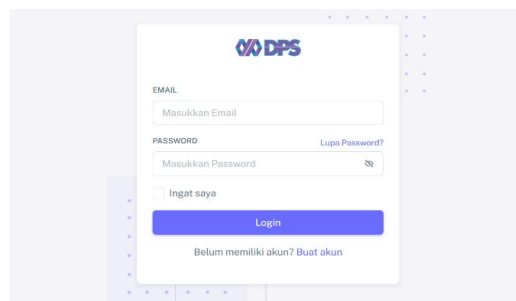 DPS
EMAIL
Masukkan Email
PASSWORD
Lupa Password?
Masukkan Password
Ingat saya
Login
Belum memiliki akun? Buat akun